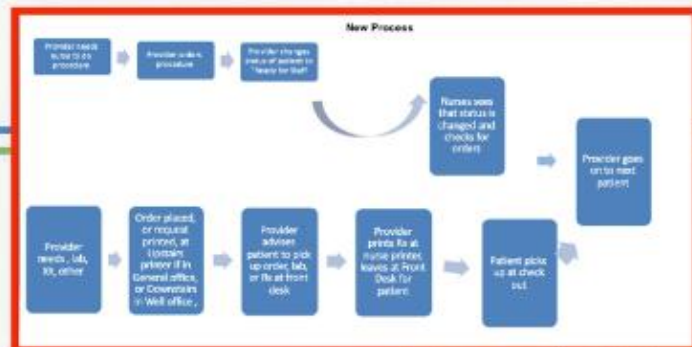 New Process
Provider needs
nurse to do
procedure
Provider orders
procedure
Provider changes
status of patient to
"Ready for Staff"
Nurses sees
that status is
changed and
checks for
orders
Provider goes
on to next
patient
Provider
needs , lab,
RX, other
Order placed,
or request
printed, at
Upstairs
printer if in
General office,
or Downstairs
in Well office ,
Provider
advises
patient to pick
up order, lab,
or Rx at front
desk
Provider
prints Rx at
nurse printer,
leaves at Front
Desk for
patient
Patient picks
up at check
out